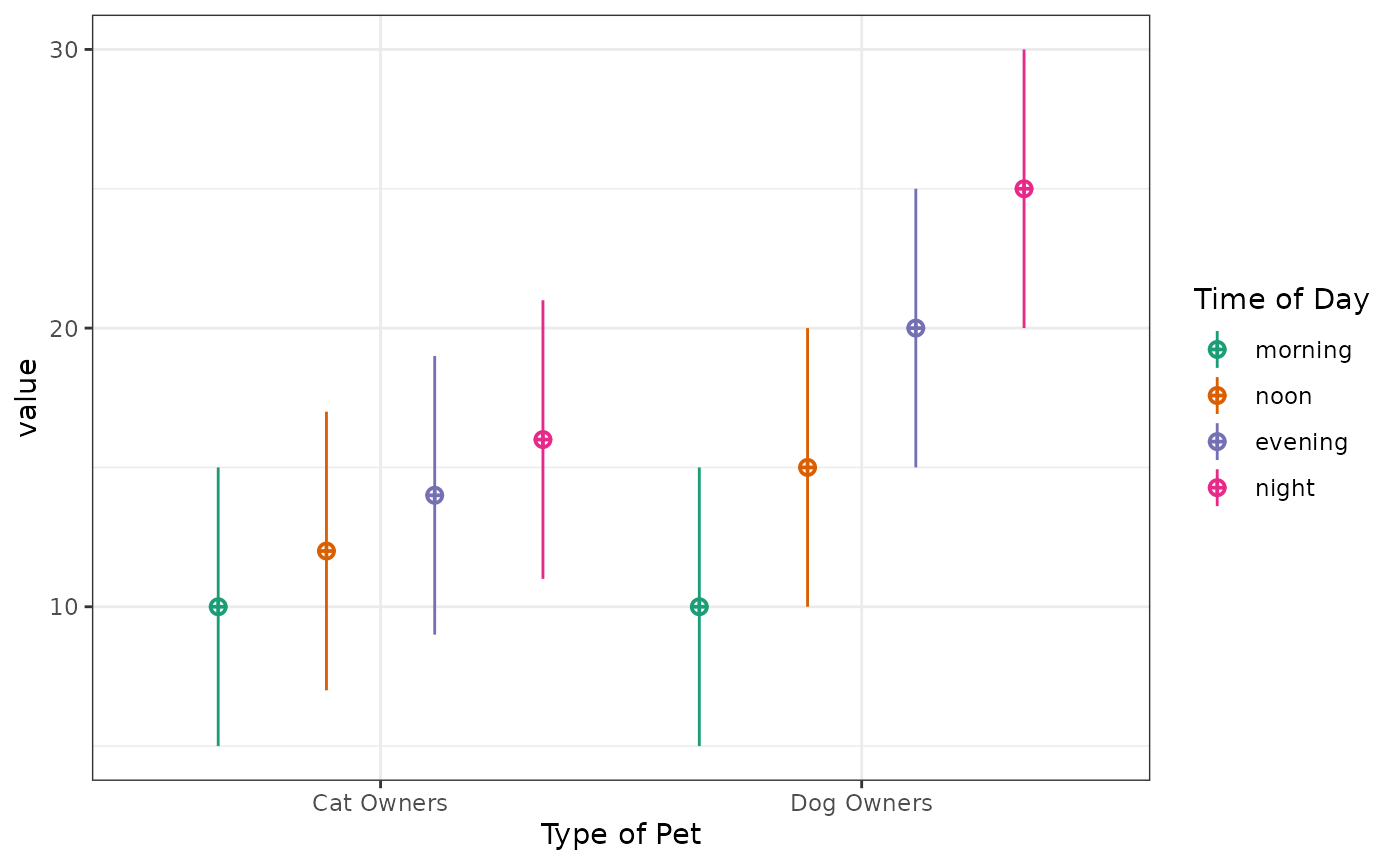 30
20
10
value
Cat Owners
Dog Owners
Type of Pet
Time of Day
morning
noon
evening
night